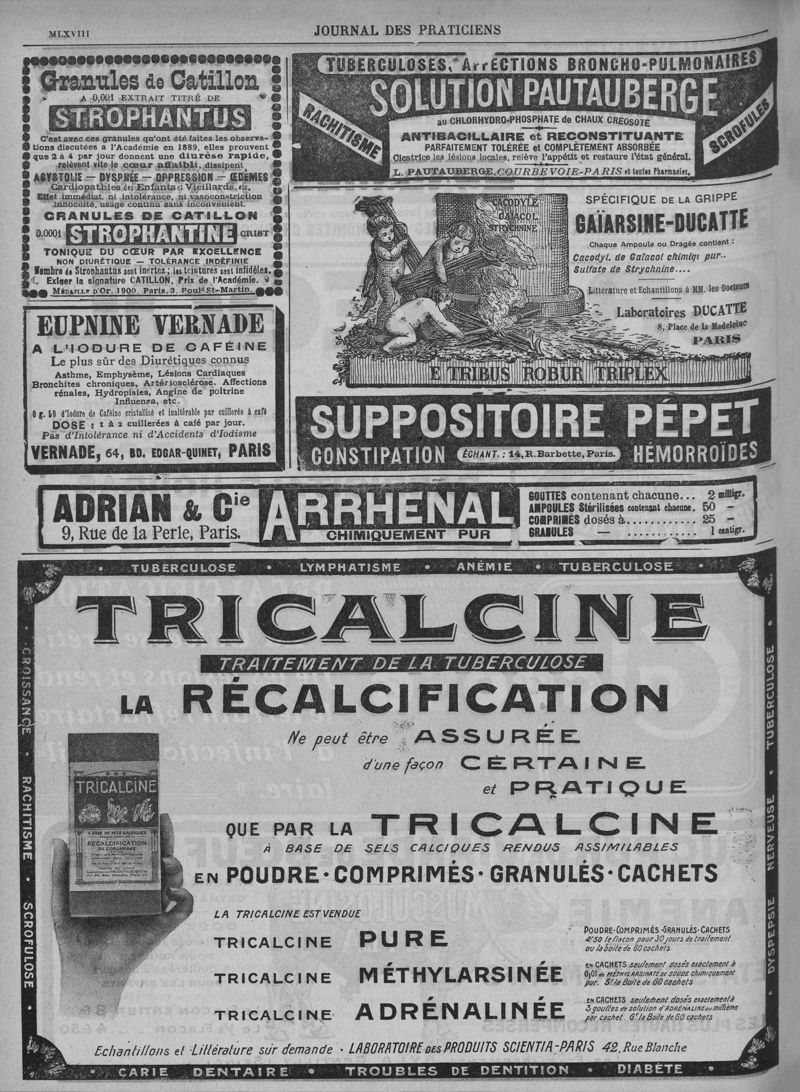 MLXVIII
JOURNAL DES PRATICIENS
Granules de Catillon
A 0,001 EXTRAIT TITRÉ DE
STROPHANTUS
C'est avec ces granules qu'ont été faites les observa-
tions discutées à l'Académie en 1889, elles prouvent
que 2 à 4 par jour donnent une diurèse rapide,
relèvent vite le cœur affaibli, dissipent
ASYSTOLIE — DYSPNÉE — OPPRESSION — ŒDÈMES
Cardiopathies des Enfants et Vieillards, etc.
Effet immédiat, ni intolérance, ni vasoconstriction
innocuité, usage continu sans inconvénient.
GRANULES DE CATILLON
0,0001 STROPHANTINE CRIST
TONIQUE DU CŒUR PAR EXCELLENCE
NON DIURÉTIQUE — TOLÉRANCE INDÉFINIE
Nombre de Strophantus sont inertes; les teintures sont infidèles.
Exiger la signature CATILLON. Prix de l'Académie.
MÉDAILLE D'OR, 1900. Paris, 3, Boul^d St-Martin.
TUBERCULOSES, AFFECTIONS BRONCHO-PULMONAIRES
RACHITISME
SOLUTION PAUTAUBERGE
SCROFULES
au CHLORHYDRO-PHOSPHATE de CHAUX CRÉOSOTÉ
ANTIBACILLAIRE et RECONSTITUANTE
PARFAITEMENT TOLÉRÉE et COMPLÈTEMENT ABSORBÉE
Cicatrice les lésions locales, relève l'appétit et restaure l'état général.
L. PAUTAUBERGE, COURBEVOIE-PARIS et toutes Pharmacies.
CACODYLE
GAÏACOL
STRYCHNINE
E TRIBUS ROBUR TRIPLEX
SPÉCIFIQUE DE LA GRIPPE
GAÏARSINE-DUCATTE
Chaque Ampoule ou Dragée contient:
Cacodyl. de Gaïacol chimiq^t pur..
Sulfate de Strychnine....
Littérature et Echantillons à MM. les Docteurs
Laboratoires DUCATTE
8, Place de la Madeleine
PARIS
EUPNINE VERNADE
A L'IODURE DE CAFÉINE
Le plus sûr des Diurétiques connus
Asthme, Emphysème, Lésions Cardiaques
Bronchites chroniques, Artériosclérose. Affections
rénales, Hydropisies, Angine de poitrine
Influenza, etc.
0 g. 50 d'Iodure de Caféine cristallisé et inaltérable par cuillerée à café
DOSE: 1 à 2 cuillerées à café par jour.
Pas d'Intolérance ni d'Accidents d'Iodisme
VERNADE, 64, BD. EDGAR-QUINET, PARIS
SUPPOSITOIRE PÉPET
CONSTIPATION ÉCHANT.: 14, R. Barbette, Paris. HÉMORROÏDES
ADRIAN & Cie
9, Rue de la Perle, Paris.
ARRHENAL
CHIMIQUEMENT PUR
GOUTTES contenant chacune... 2 milligr.
AMPOULES Stérilisées contenant chacune. 50 —
COMPRIMÉS dosés à............ 25 —
GRANULES — ............ 1 centigr.
TUBERCULOSE • LYMPHATISME • ANÉMIE • TUBERCULOSE
CROISSANCE • RACHITISME • SCROFULOSE
TUBERCULOSE • DYSPEPSIE NERVEUSE
TRICALCINE
TRAITEMENT DE LA TUBERCULOSE
LA RÉCALCIFICATION
Ne peut être ASSURÉE
d'une façon CERTAINE
et PRATIQUE
TRICALCINE
A BASE DE SELS CALCIQUES
RÉCALCIFICATION
DE L'ORGANISME
QUE PAR LA TRICALCINE
À BASE DE SELS CALCIQUES RENDUS ASSIMILABLES
EN POUDRE • COMPRIMÉS • GRANULÉS • CACHETS
LA TRICALCINE EST VENDUE
TRICALCINE PURE
POUDRE-COMPRIMÉS-GRANULÉS-CACHETS
4^f50 le flacon pour 30 jours de traitement
ou la boîte de 60 cachets
TRICALCINE MÉTHYLARSINÉE
EN CACHETS seulement dosés exactement à
0,01 de MÉTHYLARSINATE DE SOUDE chimiquement
pur. 5^f la Boîte de 60 cachets
TRICALCINE ADRÉNALINÉE
EN CACHETS seulement dosés exactement à
3 gouttes de solution d'ADRÉNALINE au millième
par cachet. 6^f la Boîte de 60 cachets
Echantillons et Littérature sur demande • LABORATOIRE DES PRODUITS SCIENTIA-PARIS 42, Rue Blanche
CARIE DENTAIRE • TROUBLES DE DENTITION • DIABÈTE